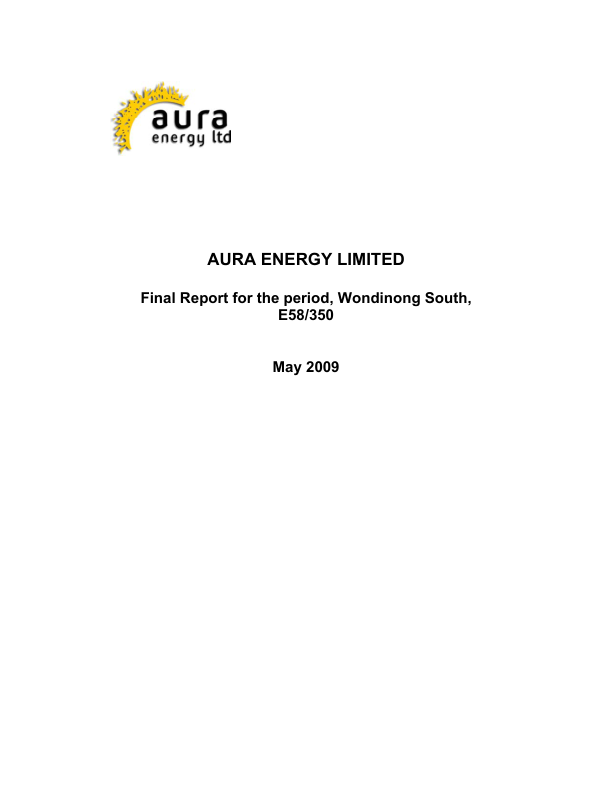 aura
energy ltd
AURA ENERGY LIMITED
Final Report for the period, Wondinong South,
E58/350
May 2009